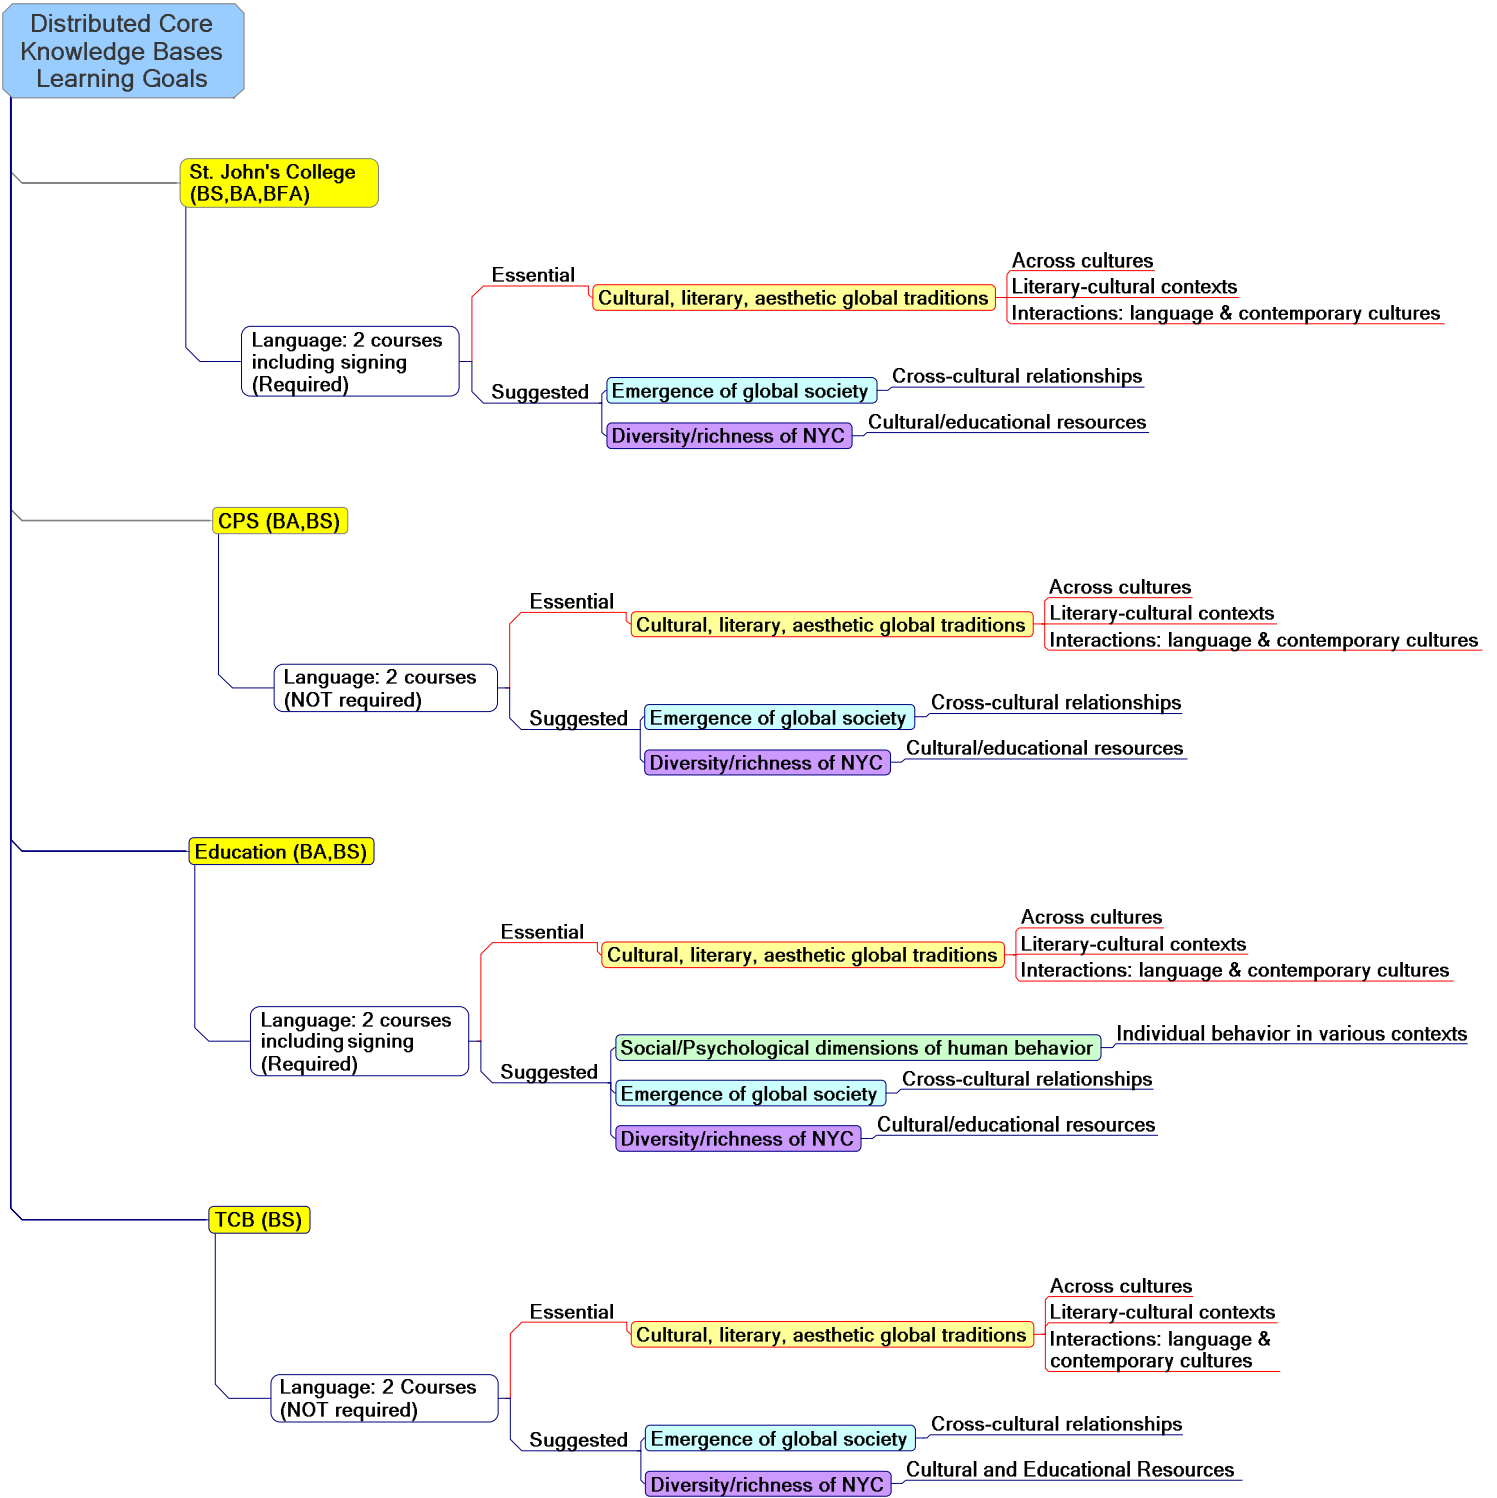 Distributed Core
Knowledge Bases
Learning Goals
St. John's College
(BS,BA,BFA)
Language: 2 courses
including signing
(Required)
Essential
Cultural, literary, aesthetic global traditions
Across cultures
Literary-cultural contexts
Interactions: language & contemporary cultures
Suggested
Emergence of global society
Cross-cultural relationships
Diversity/richness of NYC
Cultural/educational resources
CPS (BA,BS)
Language: 2 courses
(NOT required)
Essential
Cultural, literary, aesthetic global traditions
Across cultures
Literary-cultural contexts
Interactions: language & contemporary cultures
Suggested
Emergence of global society
Cross-cultural relationships
Diversity/richness of NYC
Cultural/educational resources
Education (BA,BS)
Language: 2 courses
including signing
(Required)
Essential
Cultural, literary, aesthetic global traditions
Across cultures
Literary-cultural contexts
Interactions: language & contemporary cultures
Suggested
Social/Psychological dimensions of human behavior
Individual behavior in various contexts
Emergence of global society
Cross-cultural relationships
Diversity/richness of NYC
Cultural/educational resources
TCB (BS)
Language: 2 Courses
(NOT required)
Essential
Cultural, literary, aesthetic global traditions
Across cultures
Literary-cultural contexts
Interactions: language &
contemporary cultures
Suggested
Emergence of global society
Cross-cultural relationships
Diversity/richness of NYC
Cultural and Educational Resources